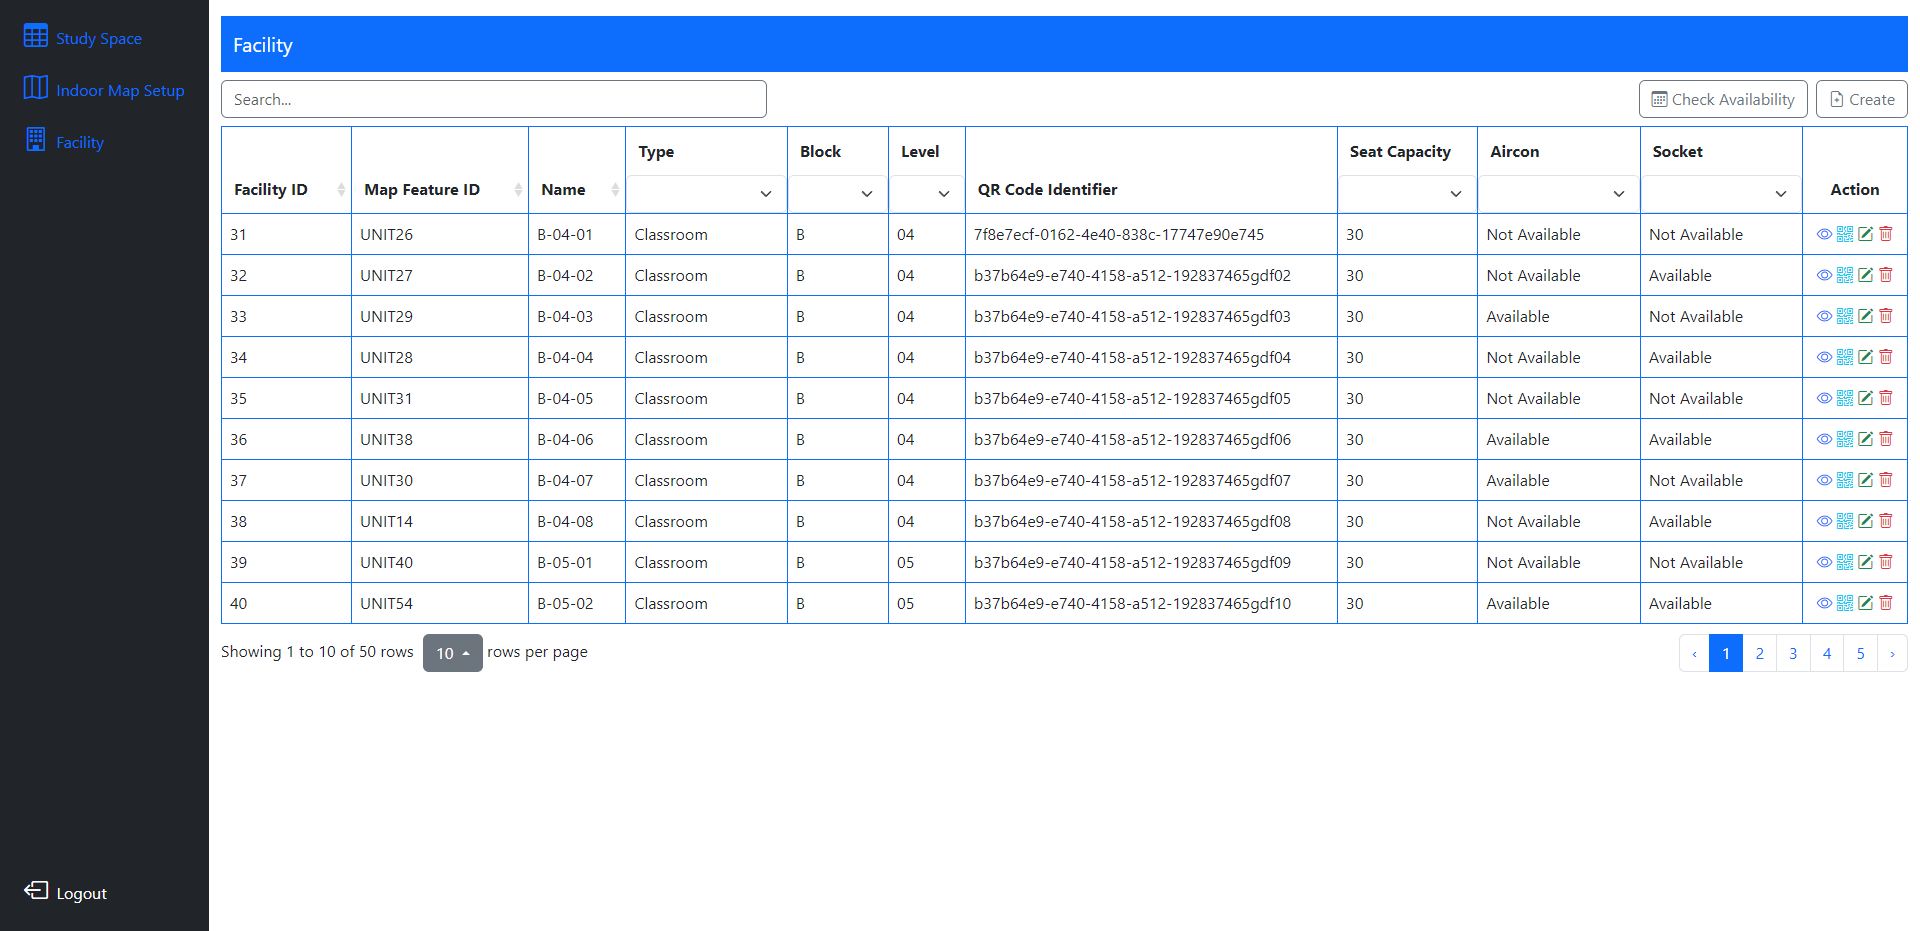 Study Space
Indoor Map Setup
Facility
Logout
Facility
Search...
Check Availability Create
Type Block Level Seat Capacity Aircon Socket
Facility ID Map Feature ID Name QR Code Identifier Action
31 UNIT26 B-04-01 Classroom B 04 7f8e7ecf-0162-4e40-838c-17747e90e745 30 Not Available Not Available
32 UNIT27 B-04-02 Classroom B 04 b37b64e9-e740-4158-a512-192837465gdf02 30 Not Available Available
33 UNIT29 B-04-03 Classroom B 04 b37b64e9-e740-4158-a512-192837465gdf03 30 Available Not Available
34 UNIT28 B-04-04 Classroom B 04 b37b64e9-e740-4158-a512-192837465gdf04 30 Not Available Available
35 UNIT31 B-04-05 Classroom B 04 b37b64e9-e740-4158-a512-192837465gdf05 30 Not Available Not Available
36 UNIT38 B-04-06 Classroom B 04 b37b64e9-e740-4158-a512-192837465gdf06 30 Available Available
37 UNIT30 B-04-07 Classroom B 04 b37b64e9-e740-4158-a512-192837465gdf07 30 Available Not Available
38 UNIT14 B-04-08 Classroom B 04 b37b64e9-e740-4158-a512-192837465gdf08 30 Not Available Available
39 UNIT40 B-05-01 Classroom B 05 b37b64e9-e740-4158-a512-192837465gdf09 30 Not Available Not Available
40 UNIT54 B-05-02 Classroom B 05 b37b64e9-e740-4158-a512-192837465gdf10 30 Available Available
Showing 1 to 10 of 50 rows 10 rows per page ‹ 1 2 3 4 5 ›